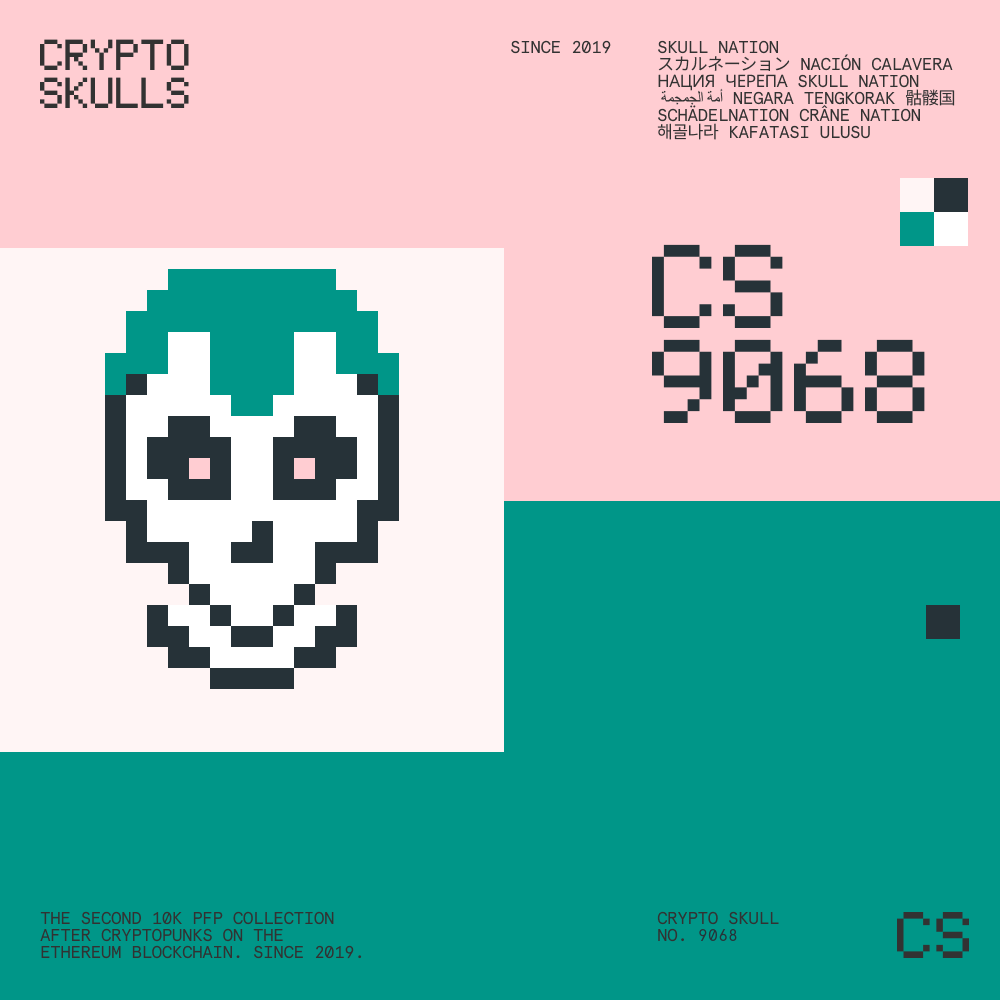 CRYPTO
SKULLS
SINCE 2019
SKULL NATION
スカルネーション NACIÓN CALAVERA
НАЦИЯ ЧЕРЕПА SKULL NATION
أمة الجمجمة NEGARA TENGKORAK 骷髅国
SCHÄDELNATION CRÂNE NATION
해골나라 KAFATASI ULUSU
CS
9068
THE SECOND 10K PFP COLLECTION
AFTER CRYPTOPUNKS ON THE
ETHEREUM BLOCKCHAIN. SINCE 2019.
CRYPTO SKULL
NO. 9068
CS